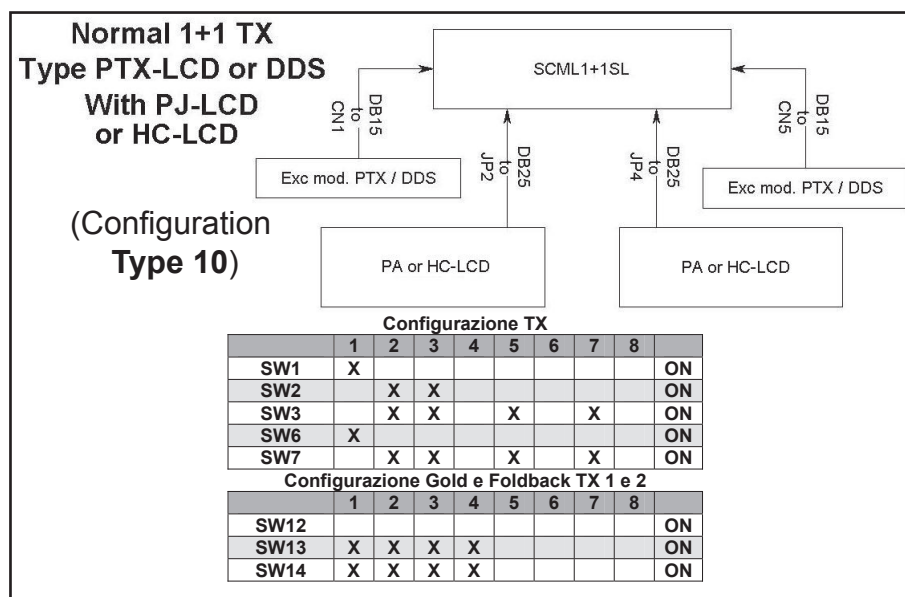 Normal 1+1 TX
Type PTX-LCD or DDS
With PJ-LCD
or HC-LCD
(Configuration
Type 10)
SCML1+1SL
DB15
to
CN1
DB25
to
JP2
DB25
to
JP4
DB15
to
CN5
Exc mod. PTX / DDS
Exc mod. PTX / DDS
PA or HC-LCD
PA or HC-LCD
Configurazione TX
1 2 3 4 5 6 7 8
SW1 X ON
SW2 X X ON
SW3 X X X X ON
SW6 X ON
SW7 X X X X ON
Configurazione Gold e Foldback TX 1 e 2
1 2 3 4 5 6 7 8
SW12 ON
SW13 X X X X ON
SW14 X X X X ON